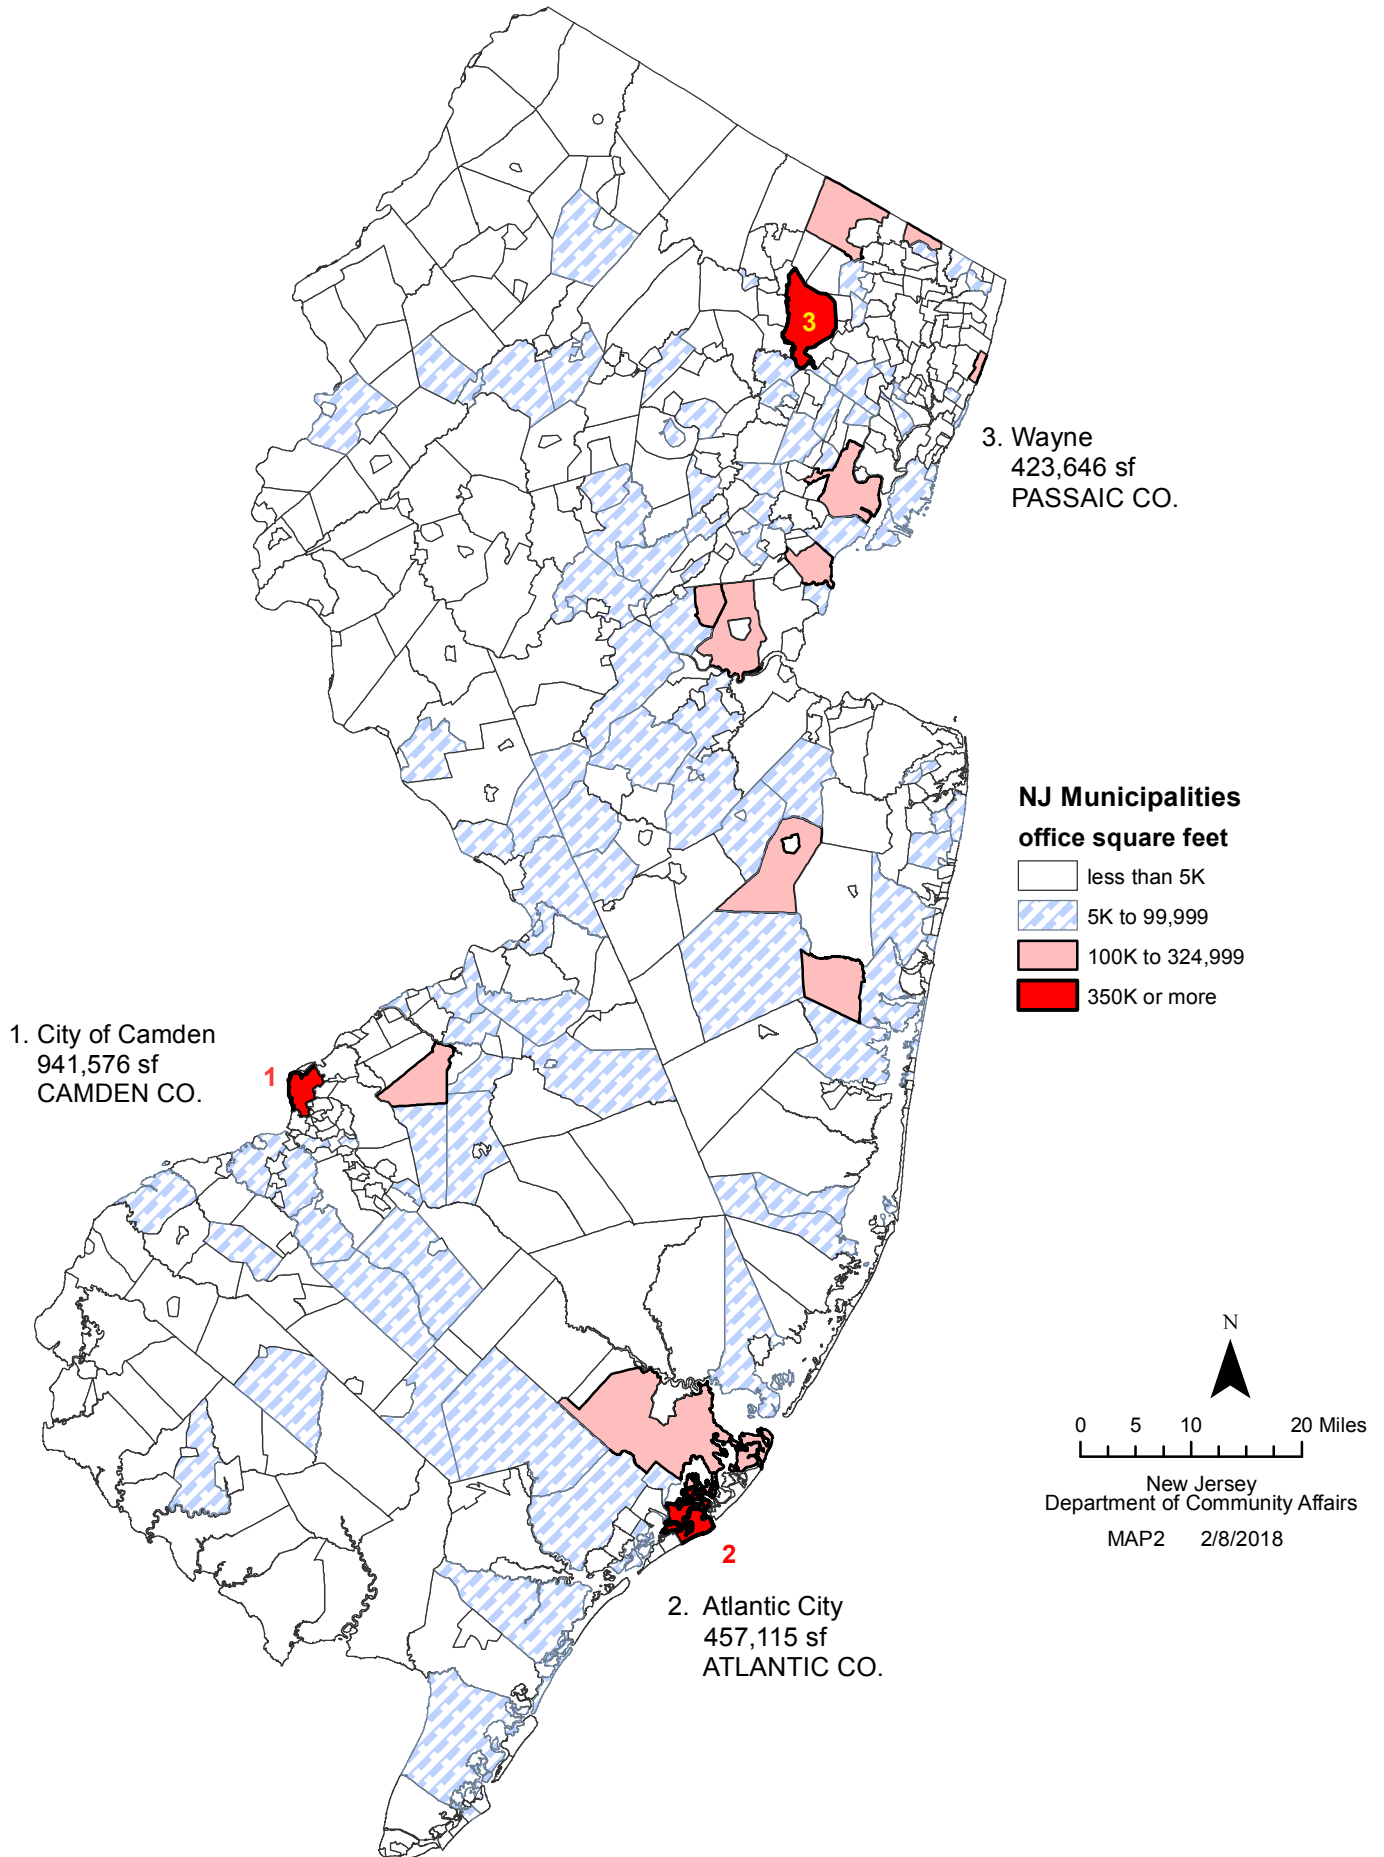 3
3. Wayne
423,646 sf
PASSAIC CO.
NJ Municipalities
office square feet
less than 5K
5K to 99,999
100K to 324,999
350K or more
1. City of Camden
941,576 sf
CAMDEN CO.
1
N
0 5 10 20 Miles
New Jersey
Department of Community Affairs
MAP2 2/8/2018
2
2. Atlantic City
457,115 sf
ATLANTIC CO.